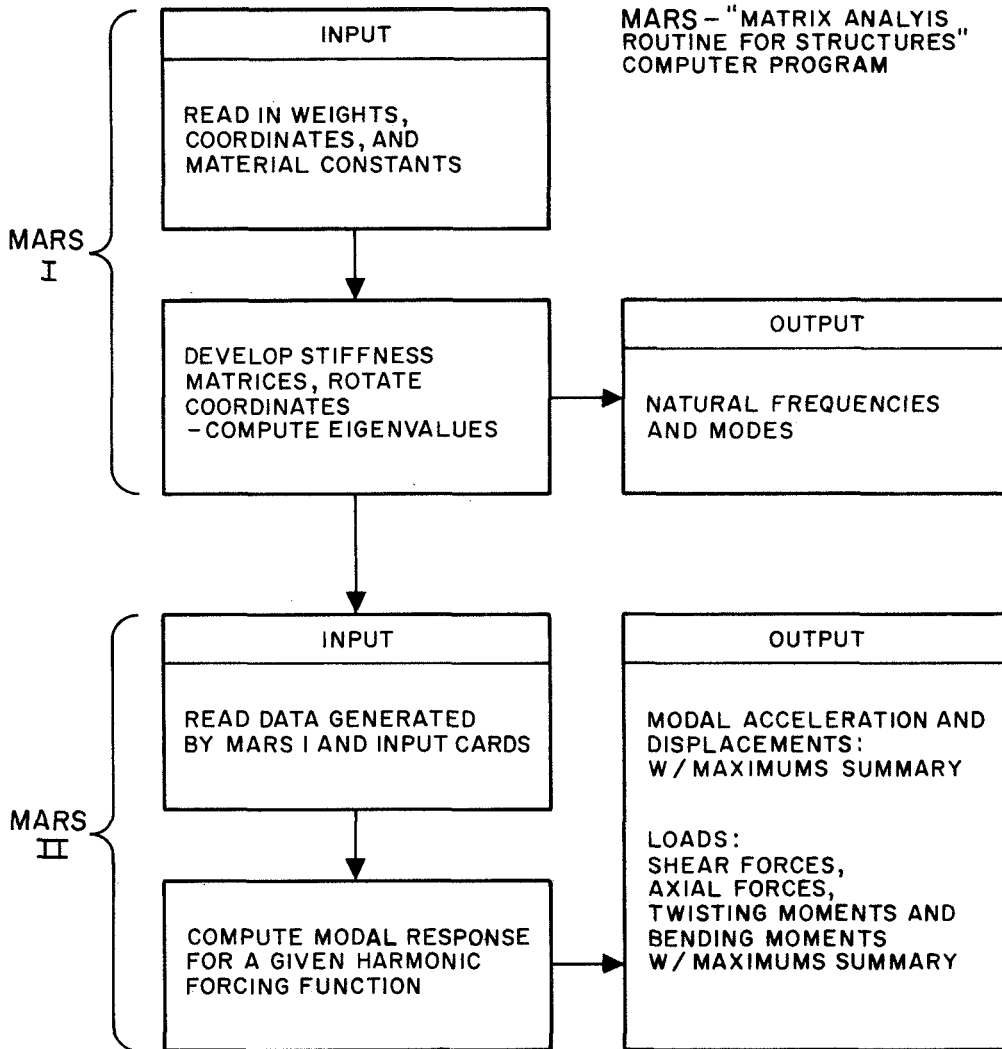 MARS - "MATRIX ANALYIS
ROUTINE FOR STRUCTURES"
COMPUTER PROGRAM
INPUT
READ IN WEIGHTS,
COORDINATES, AND
MATERIAL CONSTANTS
MARS
I
DEVELOP STIFFNESS
MATRICES, ROTATE
COORDINATES
-COMPUTE EIGENVALUES
OUTPUT
NATURAL FREQUENCIES
AND MODES
INPUT
READ DATA GENERATED
BY MARS I AND INPUT CARDS
MARS
II
COMPUTE MODAL RESPONSE
FOR A GIVEN HARMONIC
FORCING FUNCTION
OUTPUT
MODAL ACCELERATION AND
DISPLACEMENTS:
W/MAXIMUMS SUMMARY
LOADS:
SHEAR FORCES,
AXIAL FORCES,
TWISTING MOMENTS AND
BENDING MOMENTS
W/MAXIMUMS SUMMARY